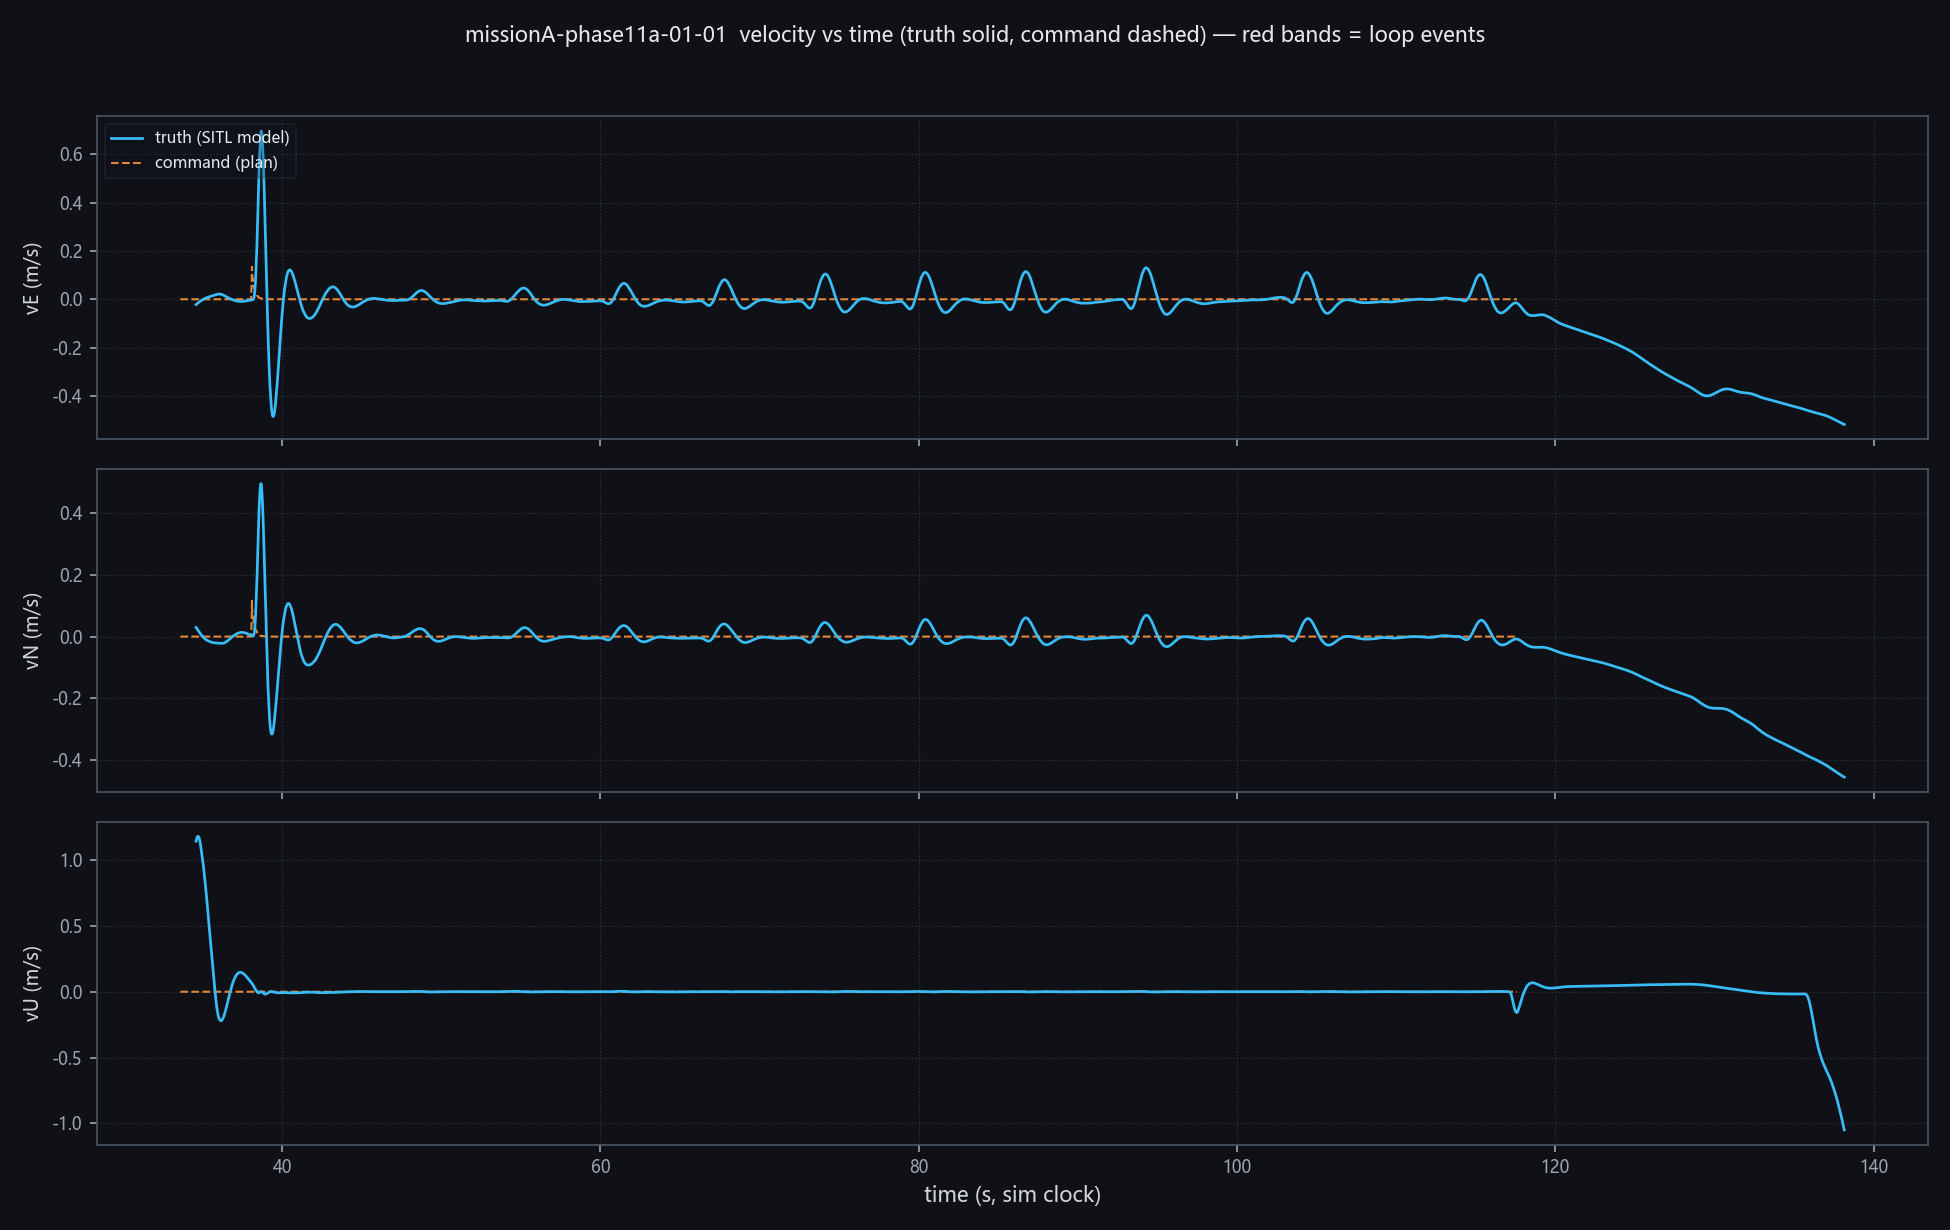 missionA-phase11a-01-01 velocity vs time (truth solid, command dashed) — red bands = loop events
truth (SITL model)
command (plan)
vE (m/s)
0.6
0.4
0.2
0.0
-0.2
-0.4
vN (m/s)
0.4
0.2
0.0
-0.2
-0.4
vU (m/s)
1.0
0.5
0.0
-0.5
-1.0
40 60 80 100 120 140
time (s, sim clock)